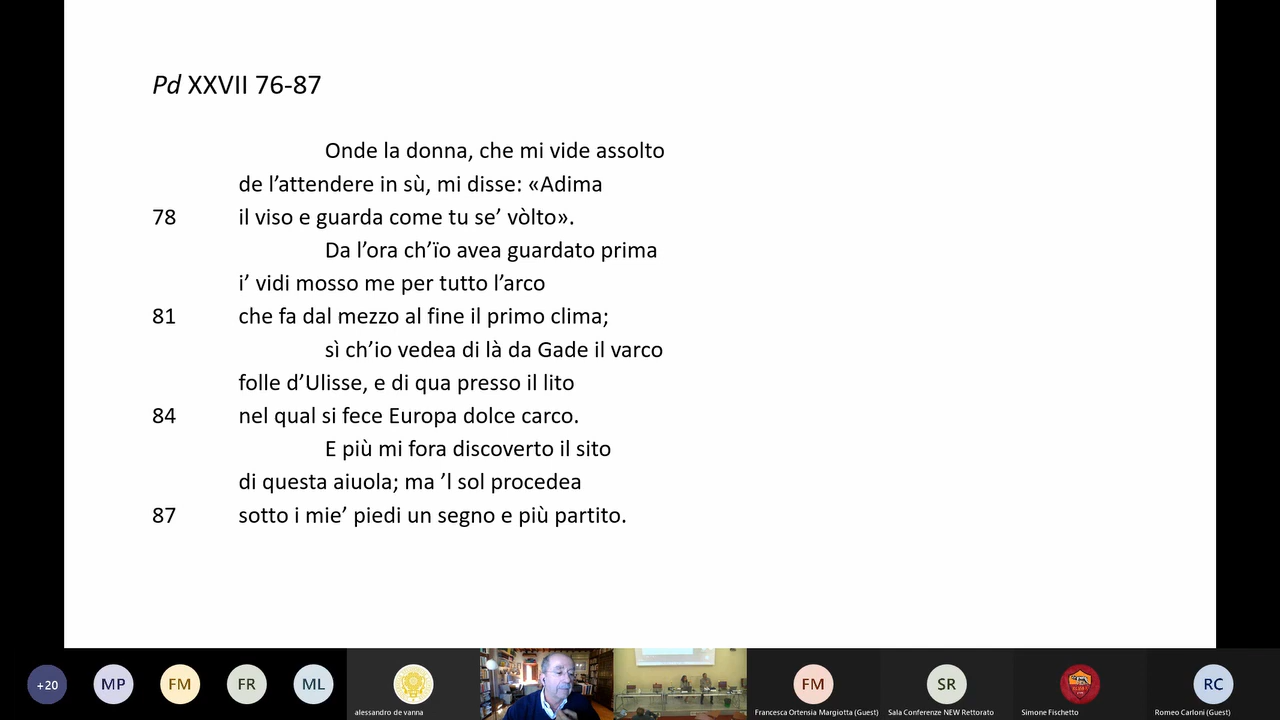 Pd XXVII 76-87
Onde la donna, che mi vide assolto
de l’attendere in sù, mi disse: «Adima
78 il viso e guarda come tu se’ vòlto».
Da l’ora ch’ïo avea guardato prima
i’ vidi mosso me per tutto l’arco
81 che fa dal mezzo al fine il primo clima;
sì ch’io vedea di là da Gade il varco
folle d’Ulisse, e di qua presso il lito
84 nel qual si fece Europa dolce carco.
E più mi fora discoverto il sito
di questa aiuola; ma ’l sol procedea
87 sotto i mie’ piedi un segno e più partito.
+20 MP FM FR ML FM SR RC
alessandro de vanna Francesca Ortensia Margiotta (Guest) Sala Conferenze NEW Rettorato Simone Fischetto Romeo Carloni (Guest)